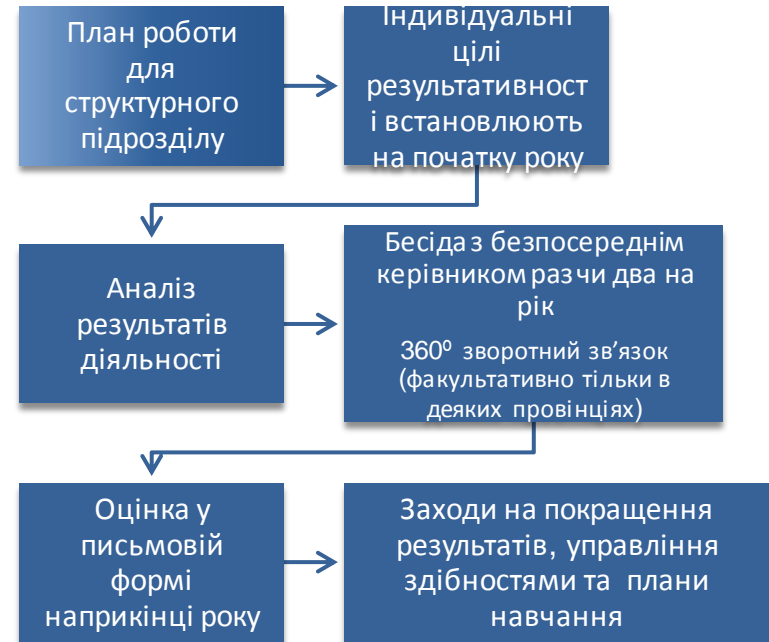 План роботи
для
структурного
підрозділу
Індивідуальні
цілі
результативност
і встановлюють
на початку року
Аналіз
результатів
діяльності
Бесіда з безпосереднім
керівником раз чи два на
рік
360º зворотний зв’язок
(факультативно тільки в
деяких провінціях)
Оцінка у
письмовій
формі
наприкінці року
Заходи на покращення
результатів, управління
здібностями та плани
навчання